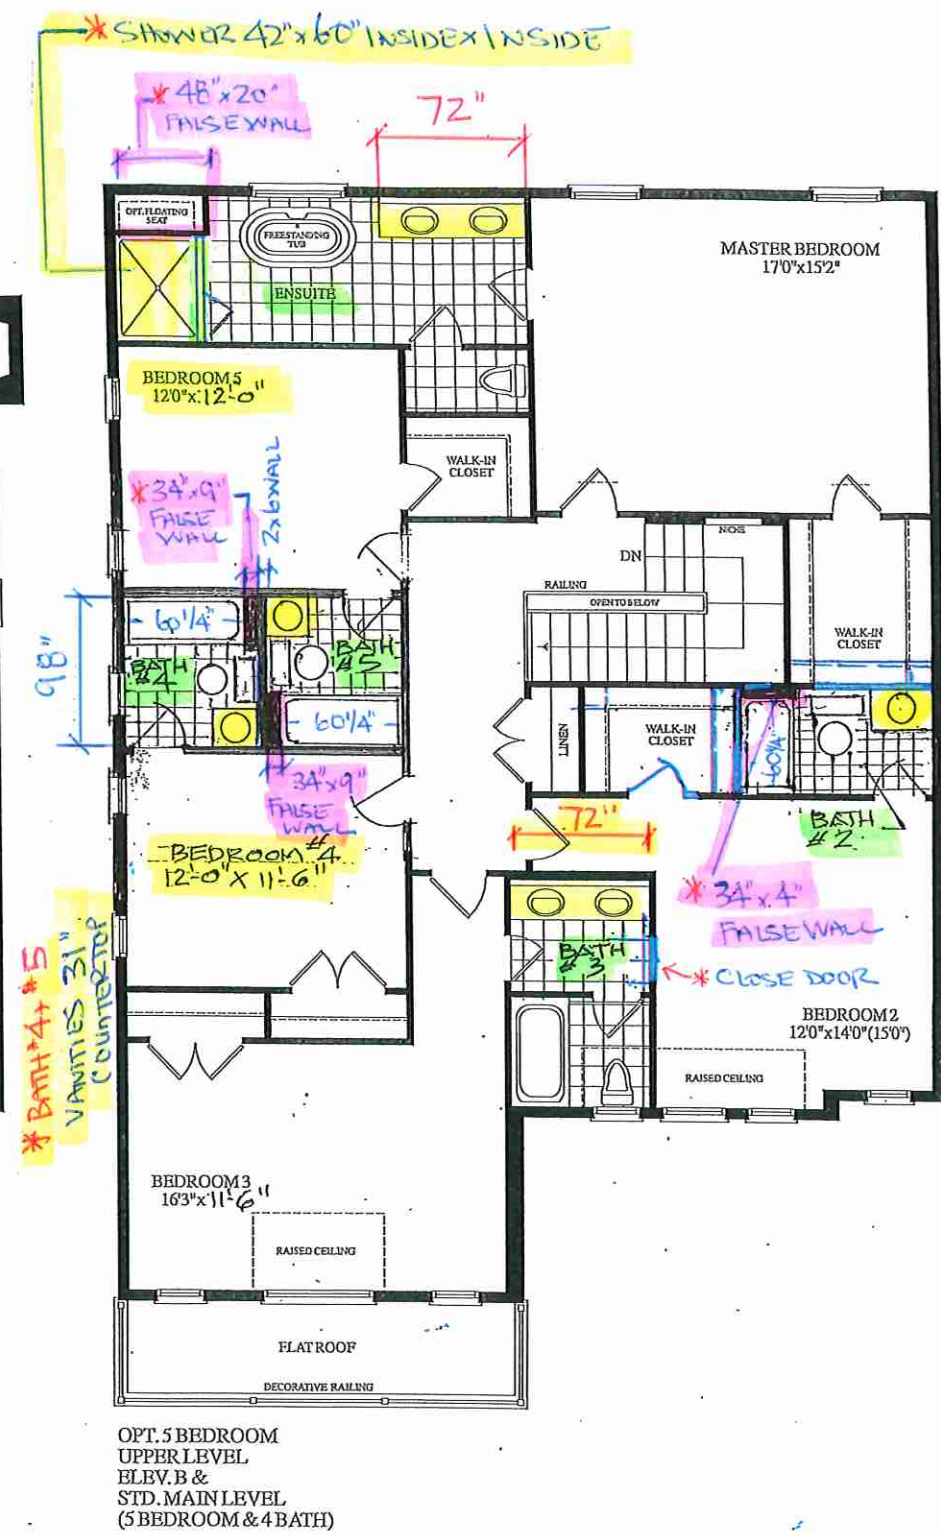 * SHOWER 42"x60" INSIDE x INSIDE
* 48"x20"
FALSE WALL
72"
OPT. FLOATING
SEAT
FREESTANDING
TUB
ENSUITE
MASTER BEDROOM
17'0"x15'2"
BEDROOM 5
12'0"x 12'-0"
WALK-IN
CLOSET
* 34"x9"
FALSE
WALL
2x6 WALL
NICHE
DN
RAILING
OPEN TO BELOW
WALK-IN
CLOSET
98"
60 1/4"
BATH
#4
BATH
#5
60 1/4"
LINEN
WALK-IN
CLOSET
60 1/4"
BATH
#2
34"x9"
FALSE
WALL
72"
BEDROOM #4
12'-0" X 11'-6"
* 34"x 4"
FALSE WALL
BATH
#3
* CLOSE DOOR
* BATH #4 + #5
VANITIES 31"
COUNTERTOP
BEDROOM 2
12'0"x14'0"(15'0")
RAISED CEILING
BEDROOM 3
16'3"x 11'-6"
RAISED CEILING
FLAT ROOF
DECORATIVE RAILING
OPT. 5 BEDROOM
UPPER LEVEL
ELEV. B &
STD. MAIN LEVEL
(5 BEDROOM & 4 BATH)